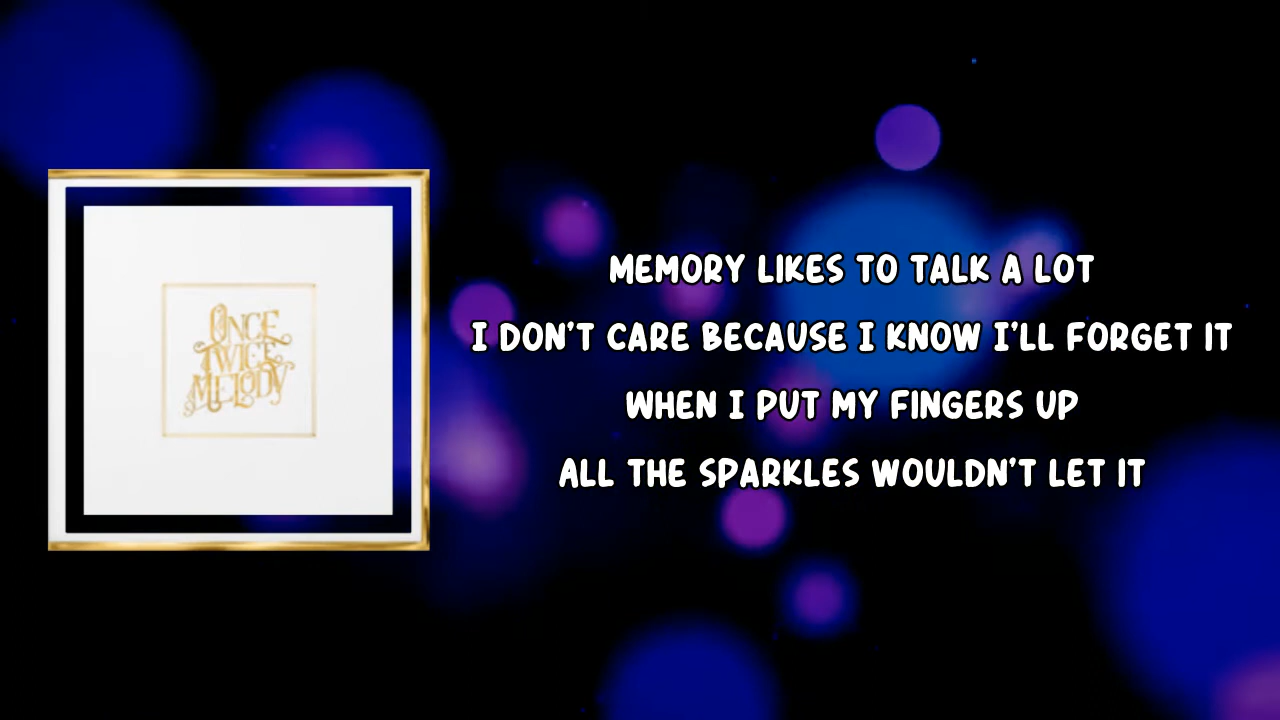 ONCE
TWICE
MELODY
MEMORY LIKES TO TALK A LOT
I DON'T CARE BECAUSE I KNOW I'LL FORGET IT
WHEN I PUT MY FINGERS UP
ALL THE SPARKLES WOULDN'T LET IT